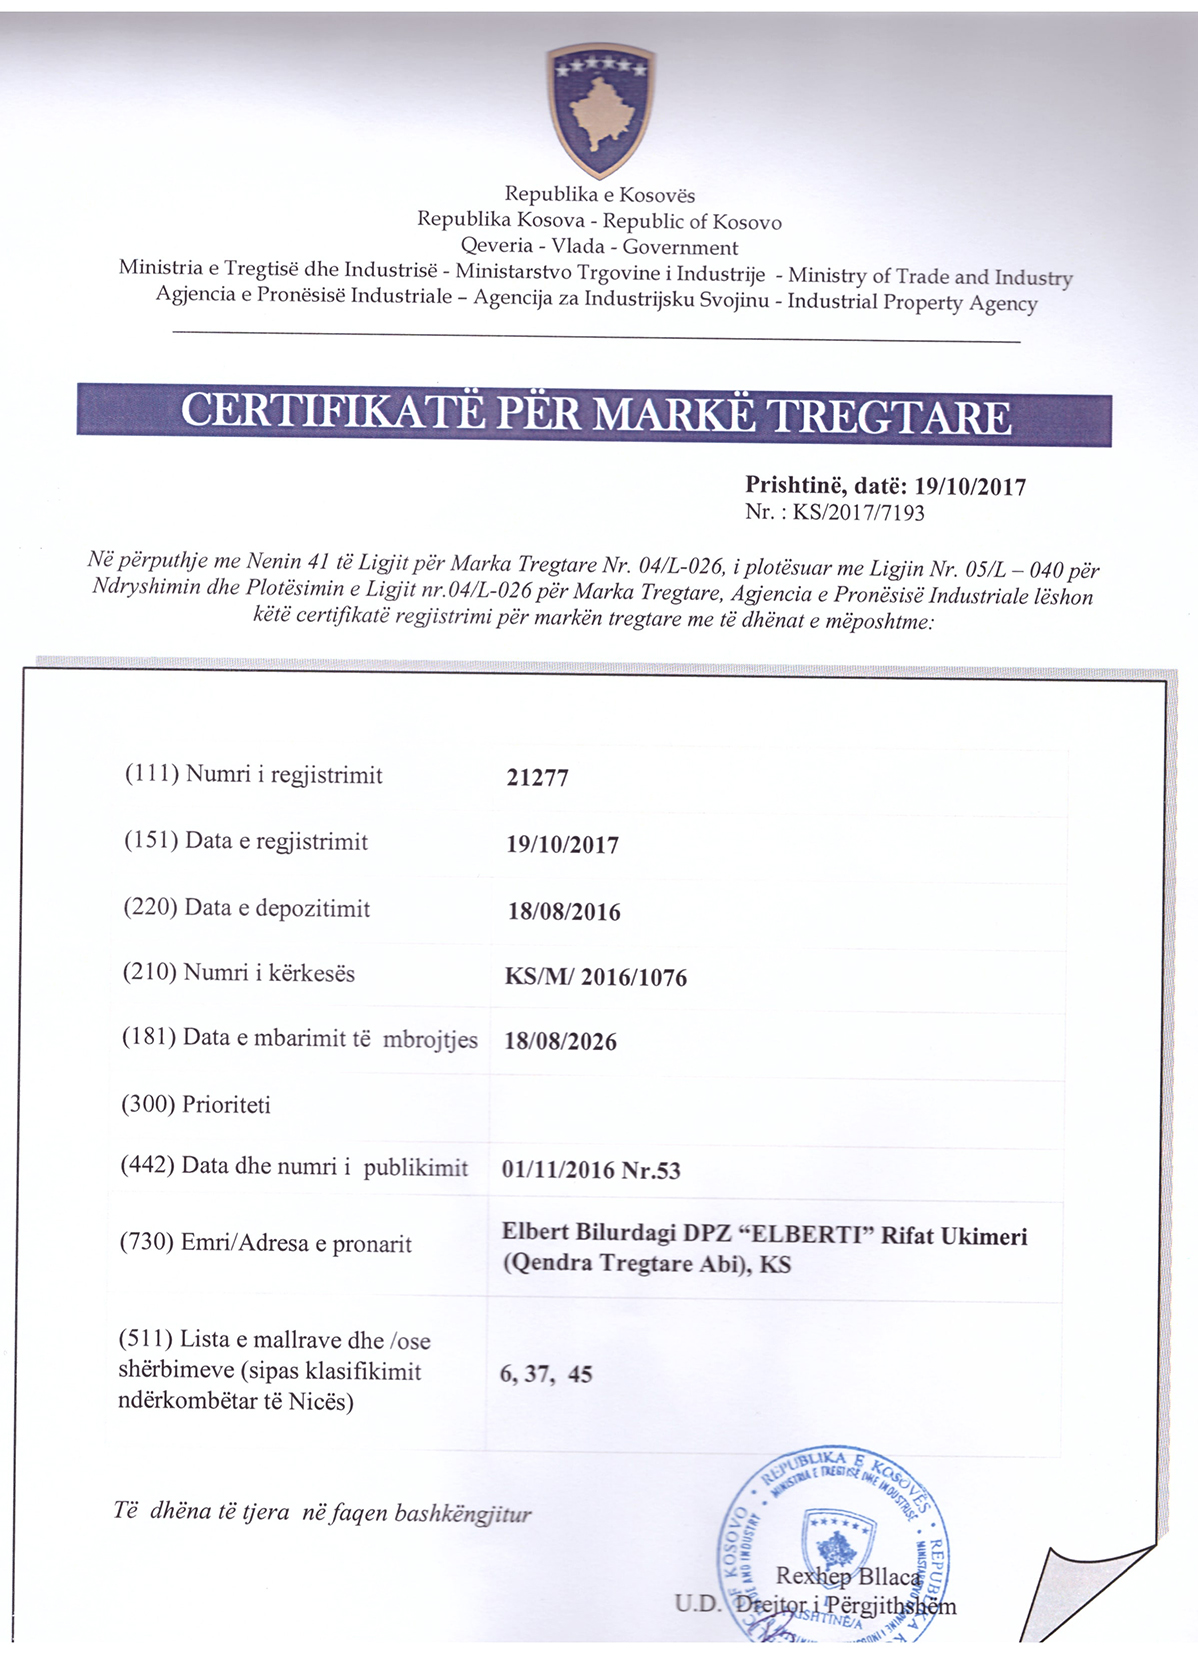 Republika e Kosovës
Republika Kosova - Republic of Kosovo
Qeveria - Vlada - Government
Ministria e Tregtisë dhe Industrisë - Ministarstvo Trgovine i Industrije - Ministry of Trade and Industry
Agjencia e Pronësisë Industriale – Agencija za Industrijsku Svojinu - Industrial Property Agency
CERTIFIKATË PËR MARKË TREGTARE
Prishtinë, datë: 19/10/2017
Nr. : KS/2017/7193
Në përputhje me Nenin 41 të Ligjit për Marka Tregtare Nr. 04/L-026, i plotësuar me Ligjin Nr. 05/L – 040 për
Ndryshimin dhe Plotësimin e Ligjit nr.04/L-026 për Marka Tregtare, Agjencia e Pronësisë Industriale lëshon
këtë certifikatë regjistrimi për markën tregtare me të dhënat e mëposhtme:
(111) Numri i regjistrimit 21277
(151) Data e regjistrimit 19/10/2017
(220) Data e depozitimit 18/08/2016
(210) Numri i kërkesës KS/M/ 2016/1076
(181) Data e mbarimit të mbrojtjes 18/08/2026
(300) Prioriteti
(442) Data dhe numri i publikimit 01/11/2016 Nr.53
(730) Emri/Adresa e pronarit Elbert Bilurdagi DPZ “ELBERTI” Rifat Ukimeri
(Qendra Tregtare Abi), KS
(511) Lista e mallrave dhe /ose
shërbimeve (sipas klasifikimit 6, 37, 45
ndërkombëtar të Nicës)
Të dhëna të tjera në faqen bashkëngjitur
REPUBLIKA E KOSOVËS
MINISTRIA E TREGTISË DHE INDUSTRISË
Rexhep Bllaca
U.D. Drejtor i Përgjithshëm
PRISHTINË/A